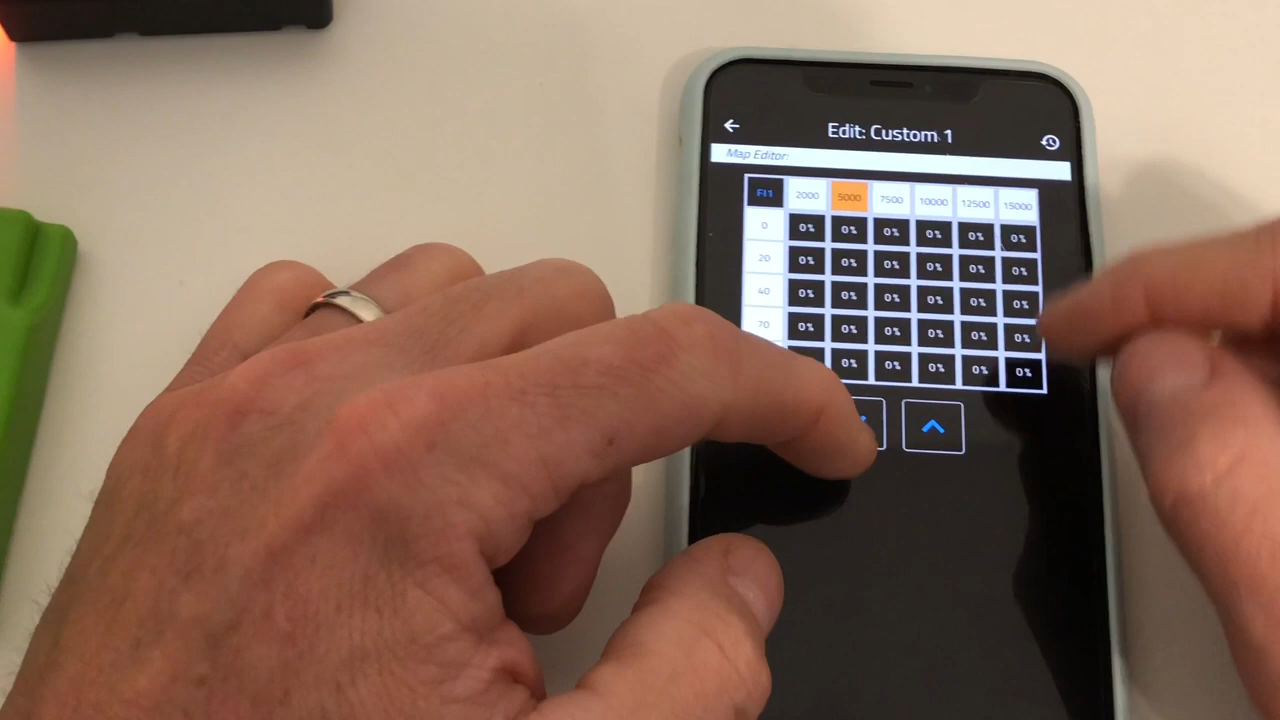 Edit: Custom 1
Map Editor:
FI1 2000 5000 7500 10000 12500 15000
0 0% 0% 0% 0% 0% 0%
20 0% 0% 0% 0% 0% 0%
40 0% 0% 0% 0% 0% 0%
70 0% 0% 0% 0% 0% 0%
0% 0% 0% 0% 0%